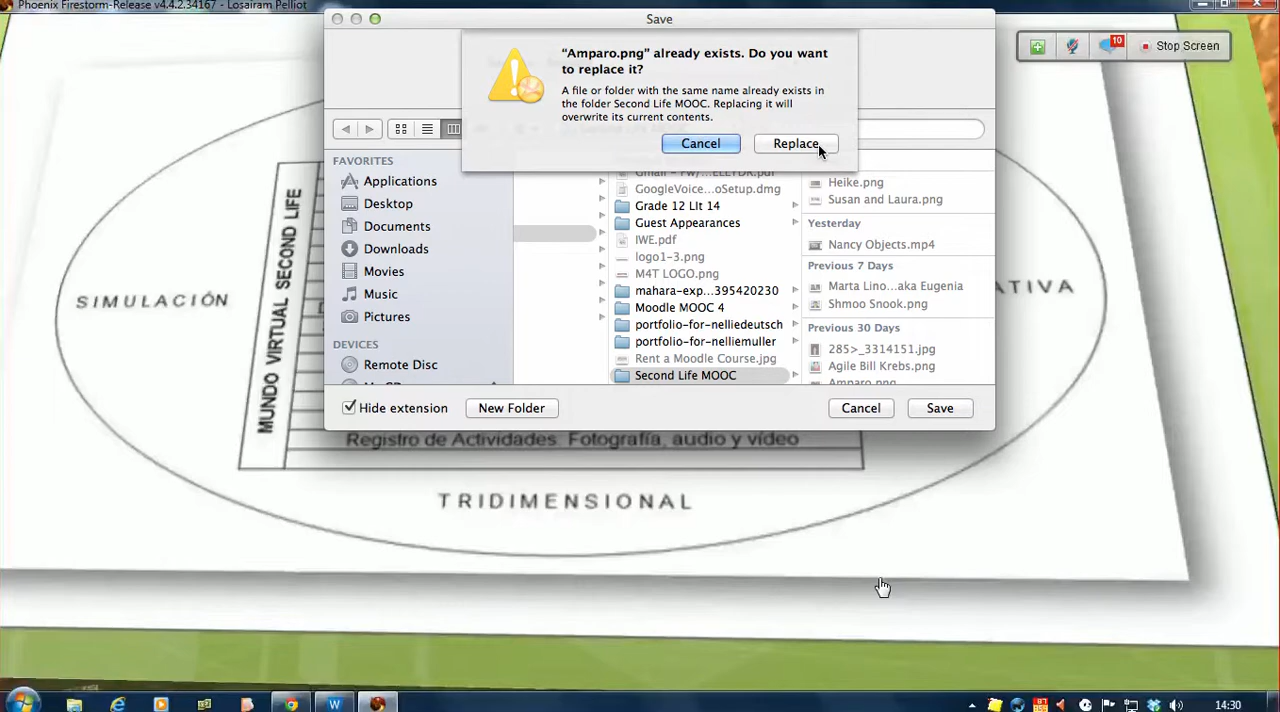 Phoenix Firestorm-Release v4.4.2.34167 - Losairam Pelliot
Save
“Amparo.png” already exists. Do you want
to replace it?
A file or folder with the same name already exists in
the folder Second Life MOOC. Replacing it will
overwrite its current contents.
Cancel
Replace
10
Stop Screen
FAVORITES
Applications
Desktop
Documents
Downloads
Movies
Music
Pictures
DEVICES
Remote Disc
GoogleVoice...oSetup.dmg
Grade 12 LIt 14
Guest Appearances
IWE.pdf
logo1-3.png
M4T LOGO.png
mahara-exp...395420230
Moodle MOOC 4
portfolio-for-nelliedeutsch
portfolio-for-nelliemuller
Rent a Moodle Course.jpg
Second Life MOOC
Heike.png
Susan and Laura.png
Yesterday
Nancy Objects.mp4
Previous 7 Days
Marta Lino...aka Eugenia
Shmoo Snook.png
Previous 30 Days
285>_3314151.jpg
Agile Bill Krebs.png
Amparo.png
Hide extension
New Folder
Cancel
Save
SIMULACIÓN
MUNDO VIRTUAL SECOND LIFE
ATIVA
Registro de Actividades: Fotografía, audio y vídeo
TRIDIMENSIONAL
14:30